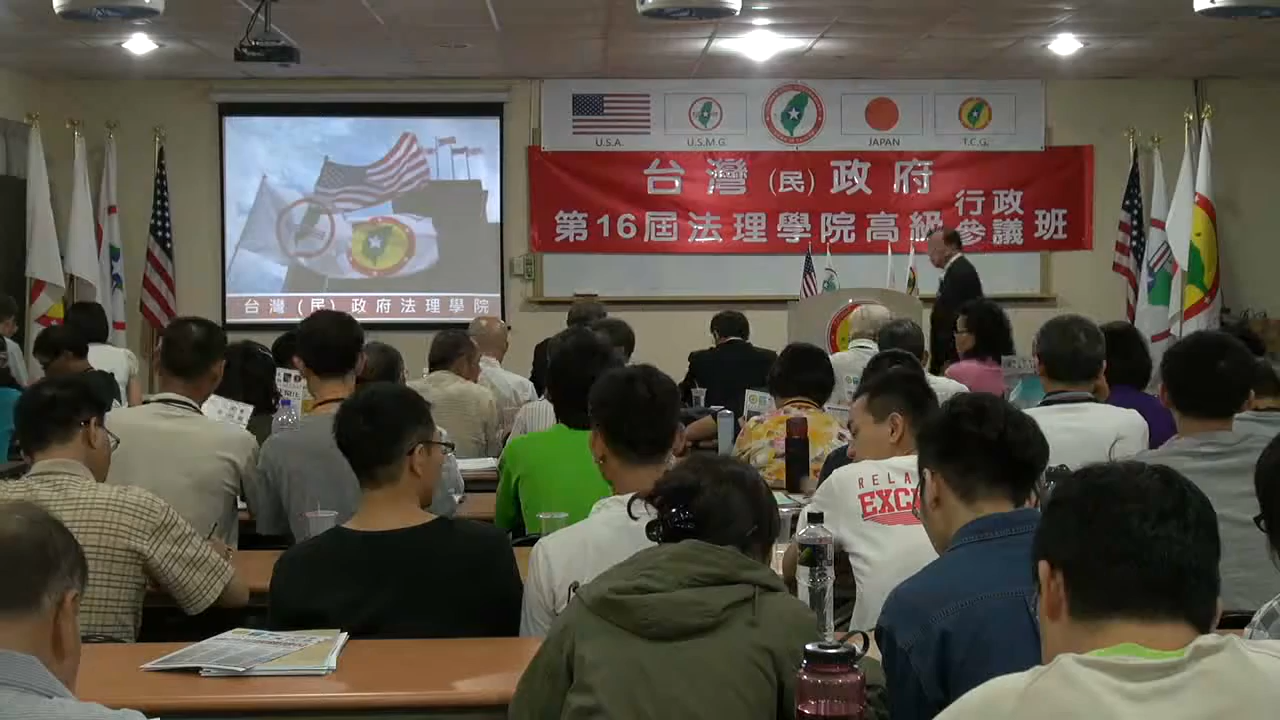 U.S.A.
U.S.M.G.
JAPAN
T.C.G.
台灣(民)政府
第16屆法理學院高級行政參議班
台灣(民)政府法理學院
RELA
EXC